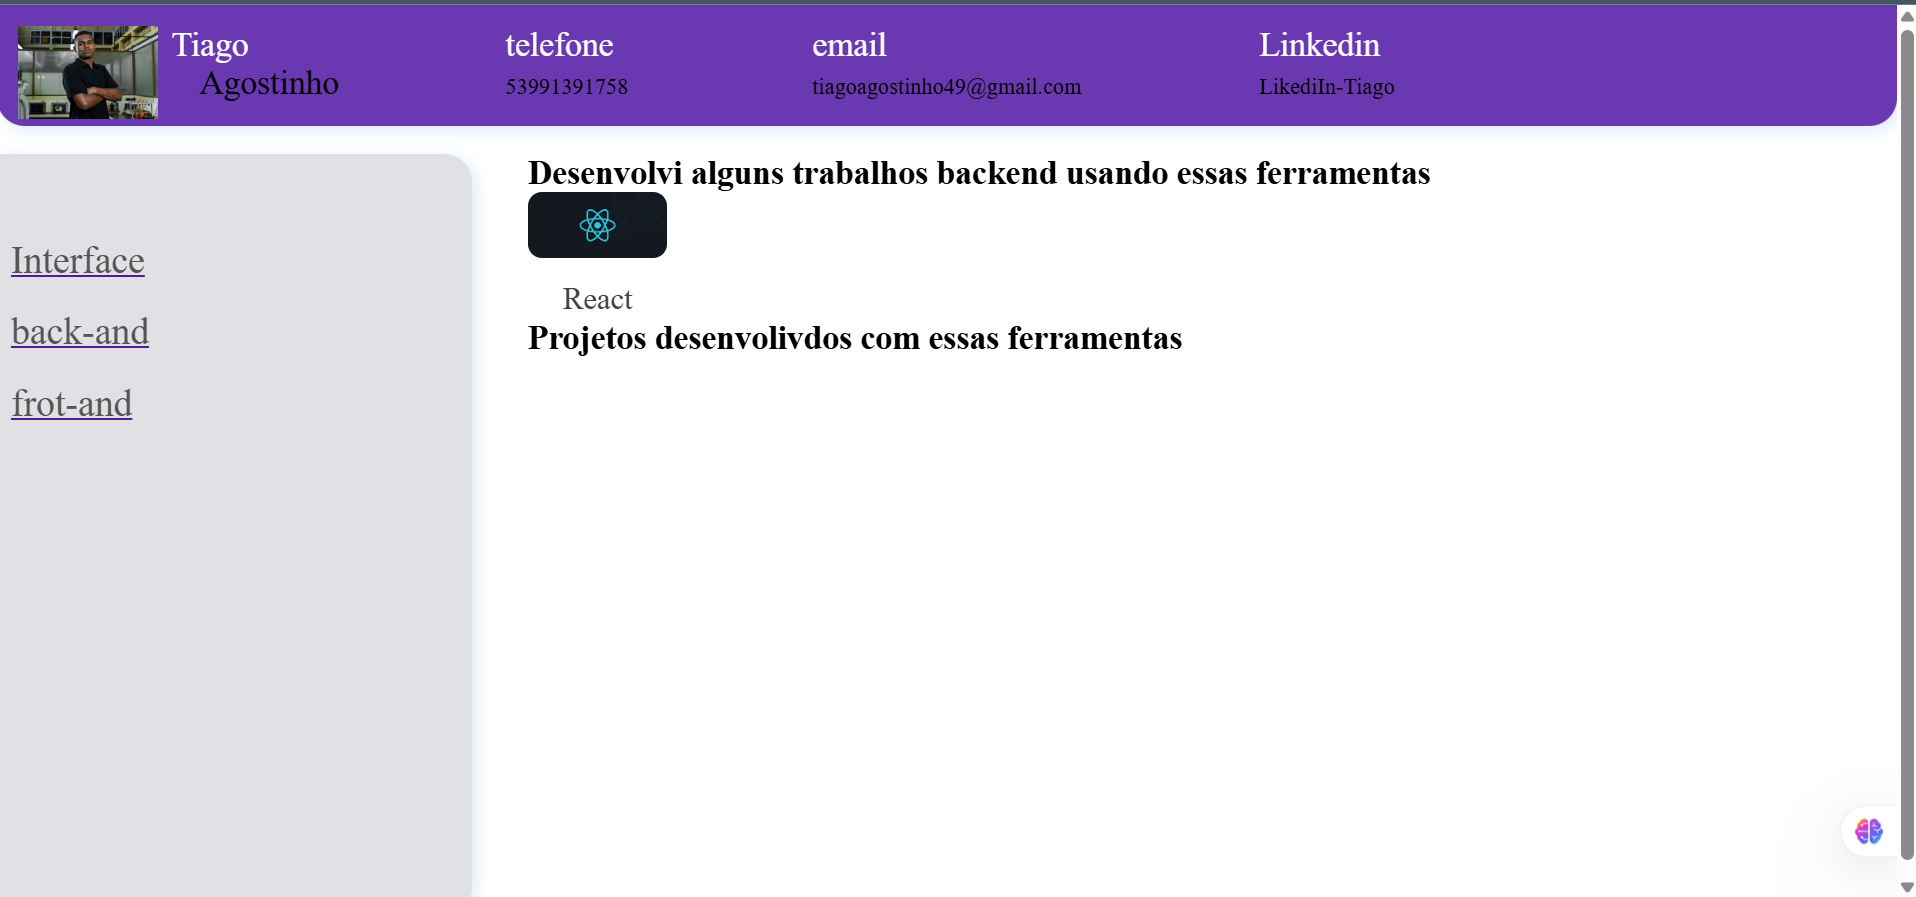 Tiago
Agostinho
telefone
53991391758
email
tiagoagostinho49@gmail.com
Linkedin
LikediIn-Tiago
Interface
back-and
frot-and
Desenvolvi alguns trabalhos backend usando essas ferramentas
React
Projetos desenvolivdos com essas ferramentas